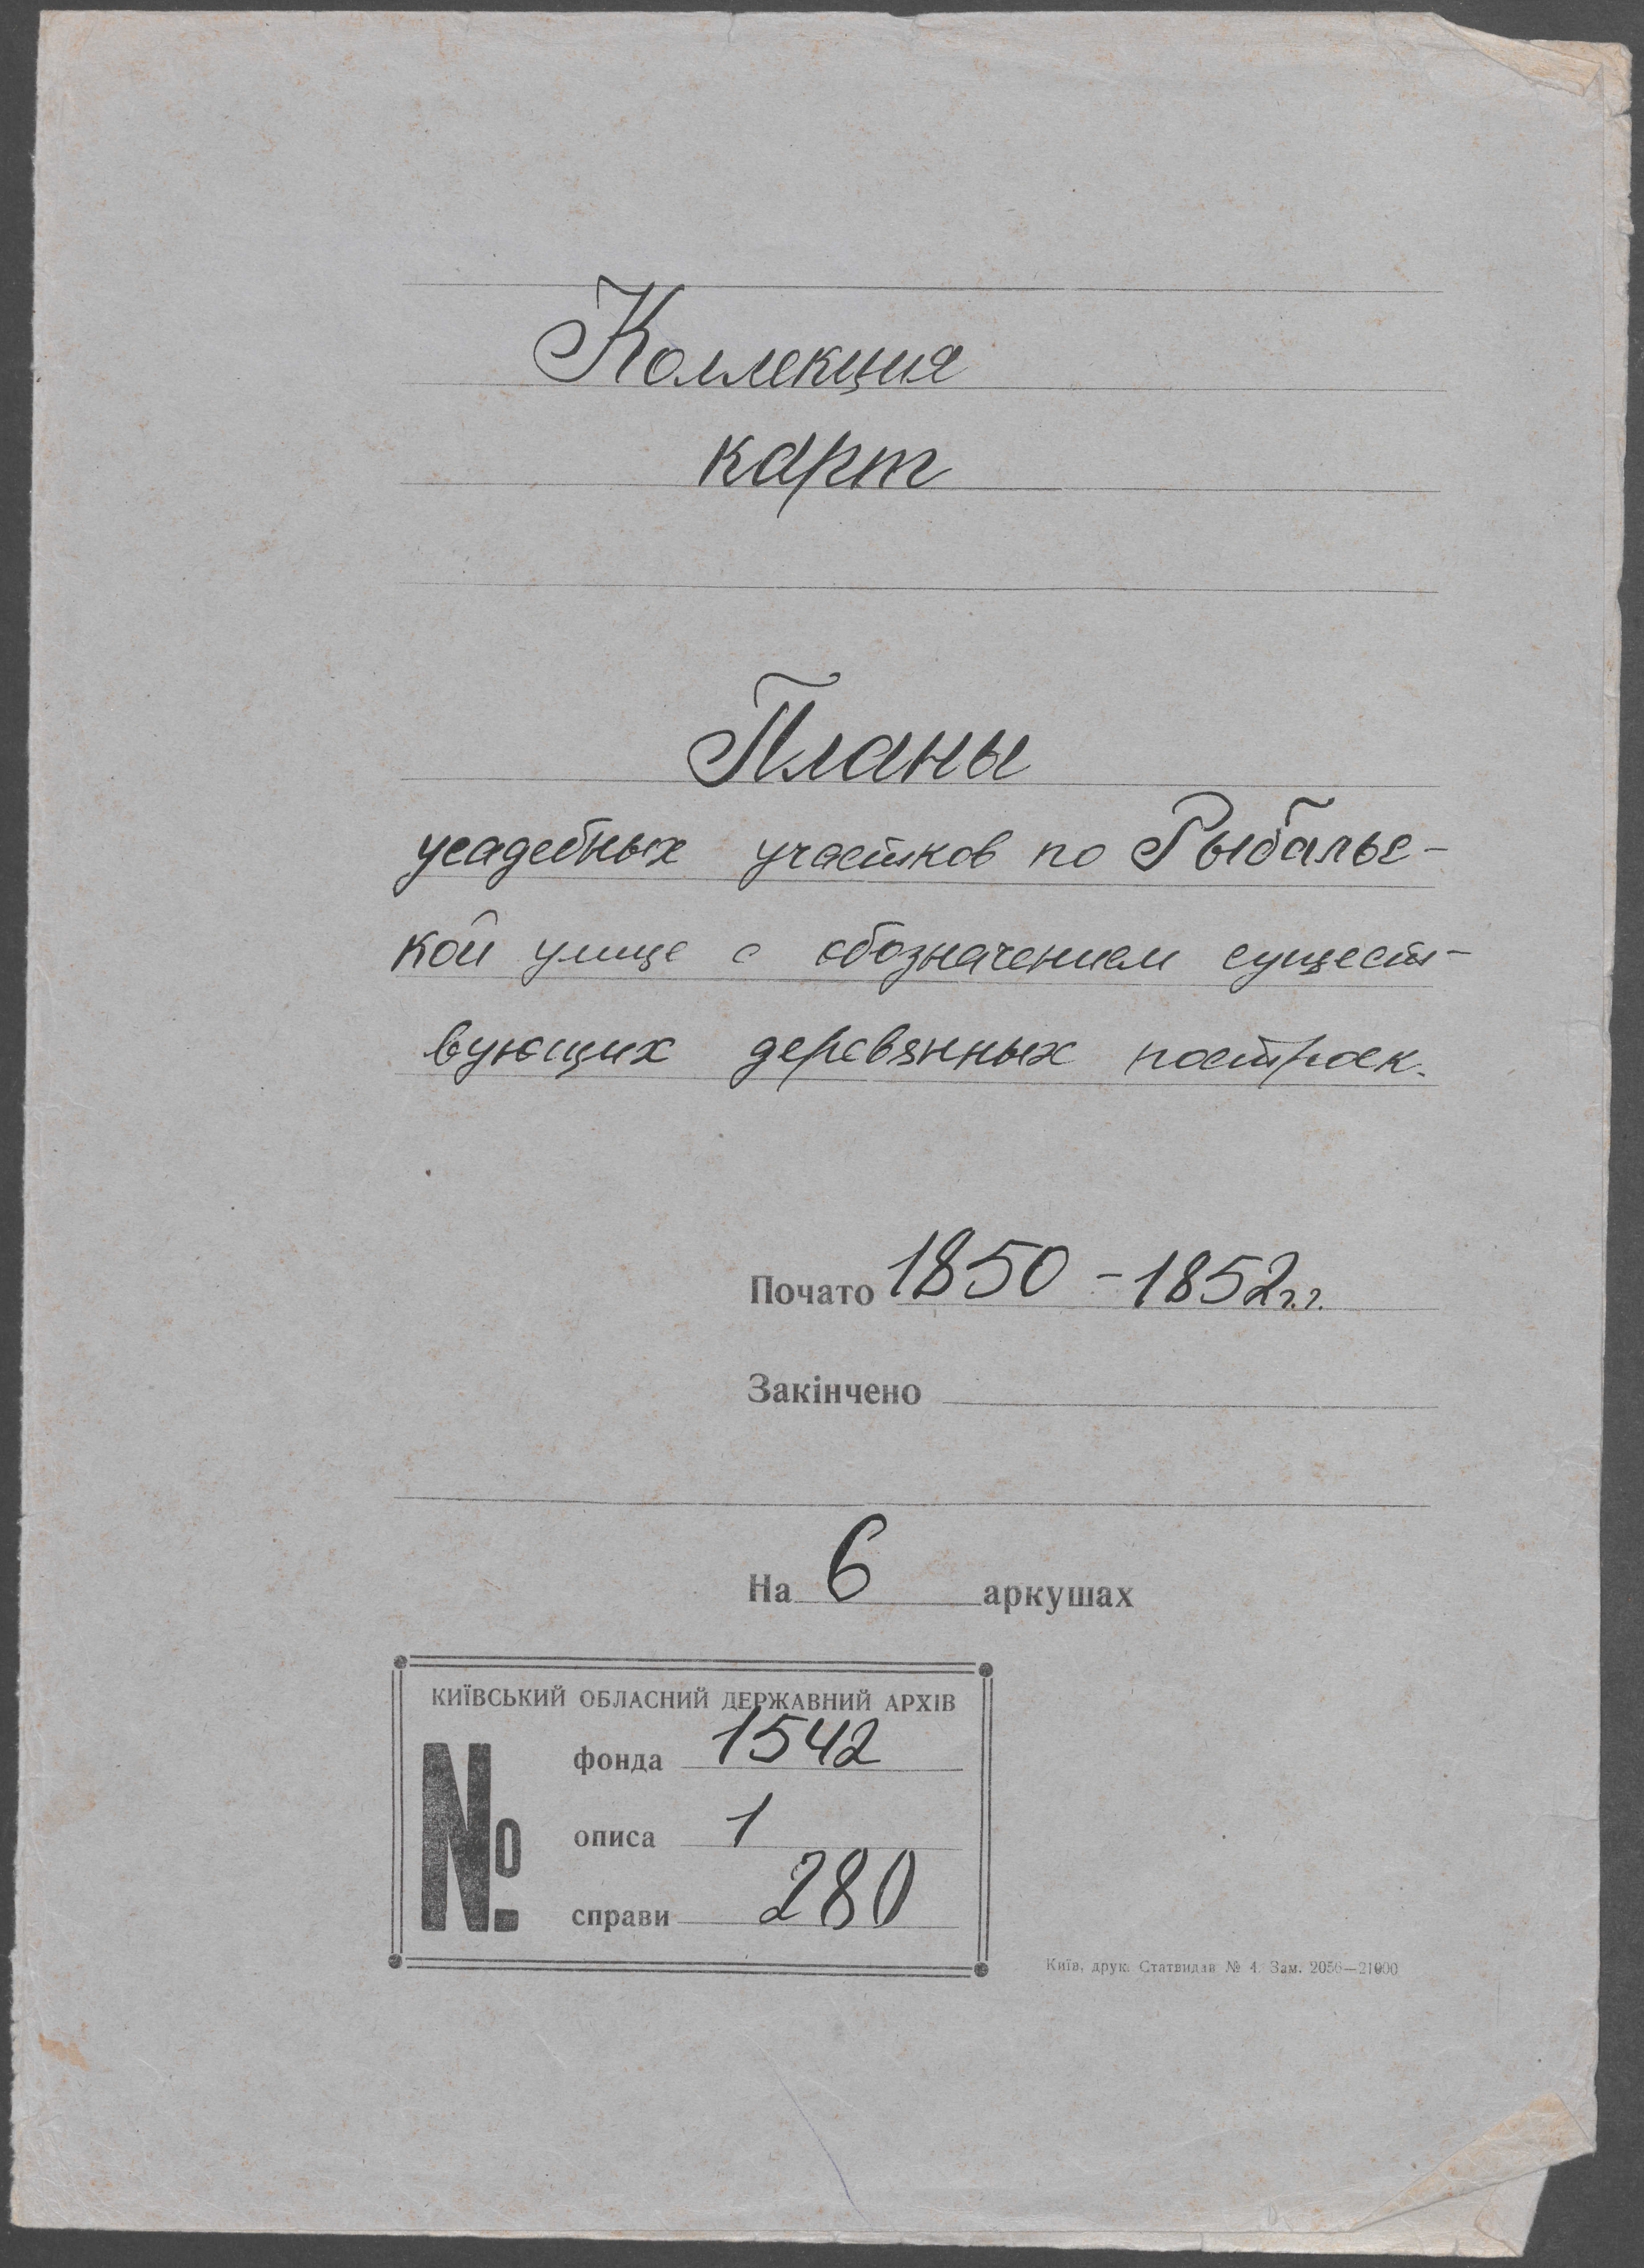 Коллекция
карт
Планы
усадебных участков по Рыбальс-
кой улице с обозначением сущест-
вующих деревянных построек.
Почато 1850 - 1852 г.г.
Закінчено
На 6 аркушах
КИЇВСЬКИЙ ОБЛАСНИЙ ДЕРЖАВНИЙ АРХІВ
№
фонда 1542
описа 1
справи 280
Київ, друк. Статвидав № 4. Зам. 2056—21000